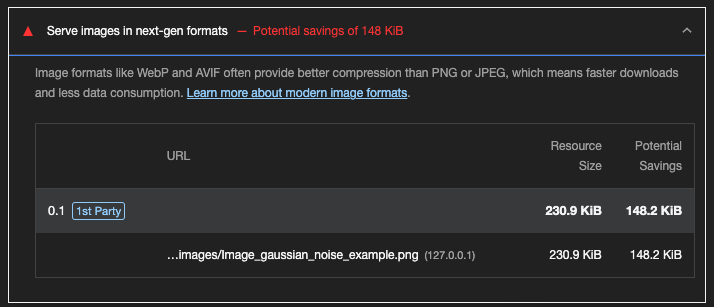 Serve images in next-gen formats — Potential savings of 148 KiB
Image formats like WebP and AVIF often provide better compression than PNG or JPEG, which means faster downloads
and less data consumption. Learn more about modern image formats.
URL Resource Size Potential Savings
0.1 1st Party 230.9 KiB 148.2 KiB
…images/Image_gaussian_noise_example.png (127.0.0.1) 230.9 KiB 148.2 KiB